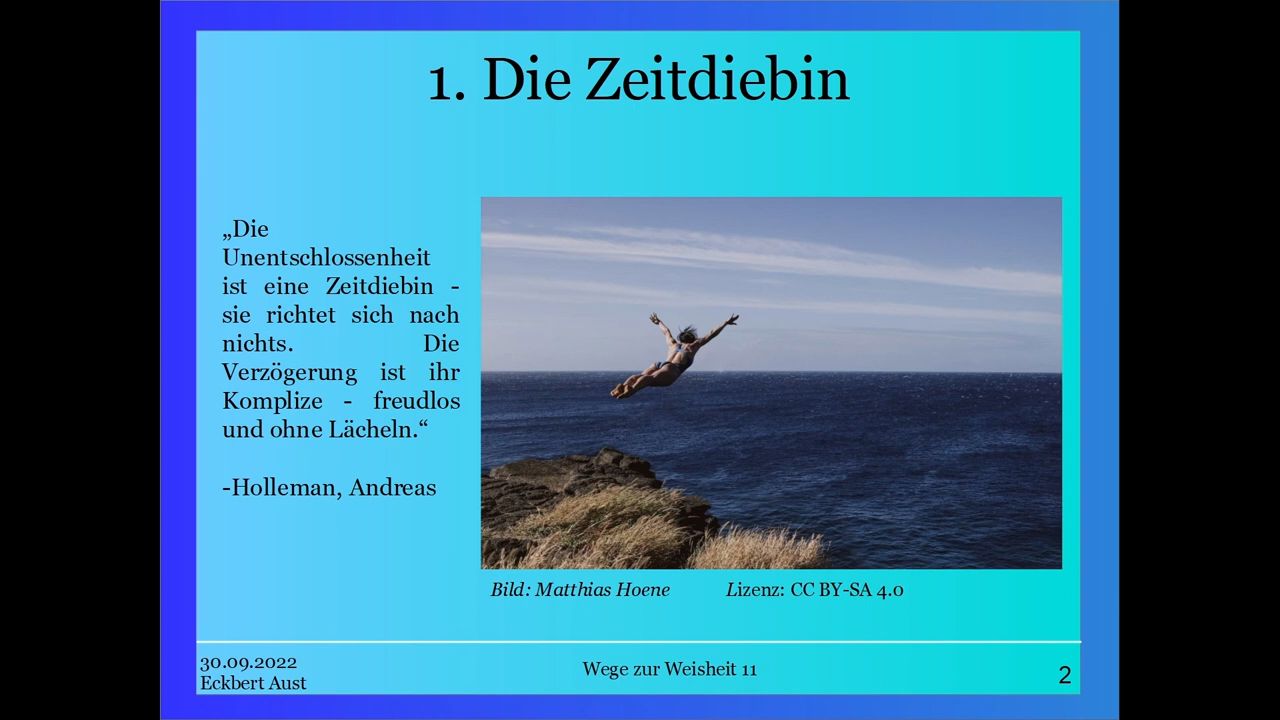 1. Die Zeitdiebin
„Die
Unentschlossenheit
ist eine Zeitdiebin -
sie richtet sich nach
nichts. Die
Verzögerung ist ihr
Komplize - freudlos
und ohne Lächeln.“
-Holleman, Andreas
Bild: Matthias Hoene Lizenz: CC BY-SA 4.0
30.09.2022
Eckbert Aust
Wege zur Weisheit 11
2